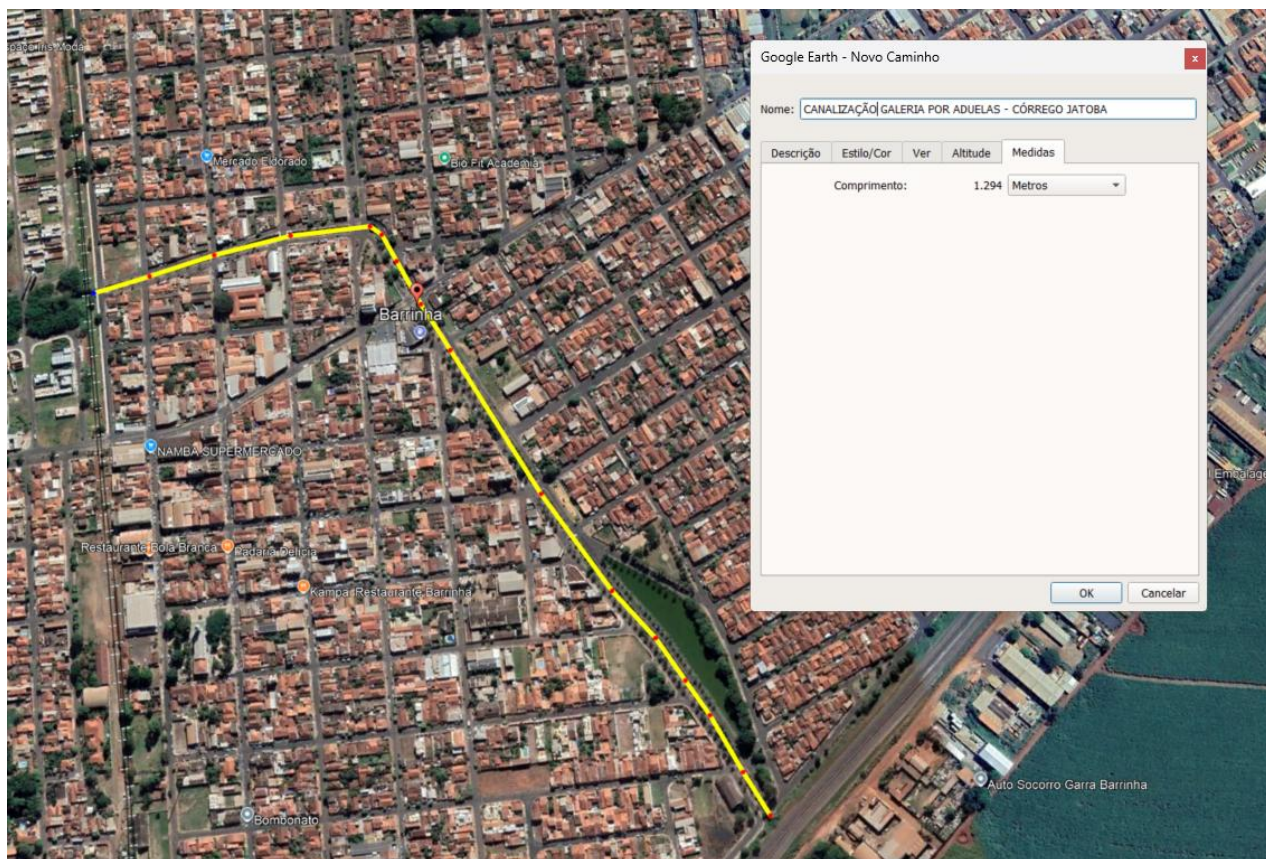 Google Earth - Novo Caminho
Nome: CANALIZAÇÃO GALERIA POR ADUELAS - CÓRREGO JATOBA
Descrição Estilo/Cor Ver Altitude Medidas
Comprimento: 1.294 Metros
OK Cancelar
Mercado Eldorado
Bio Fit Academia
Barrinha
NAMBA SUPERMERCADO
Restaurante Bola Branca
Padaria Delicia
Kampai Restaurante Barrinha
Bombonato
Auto Socorro Garra Barrinha